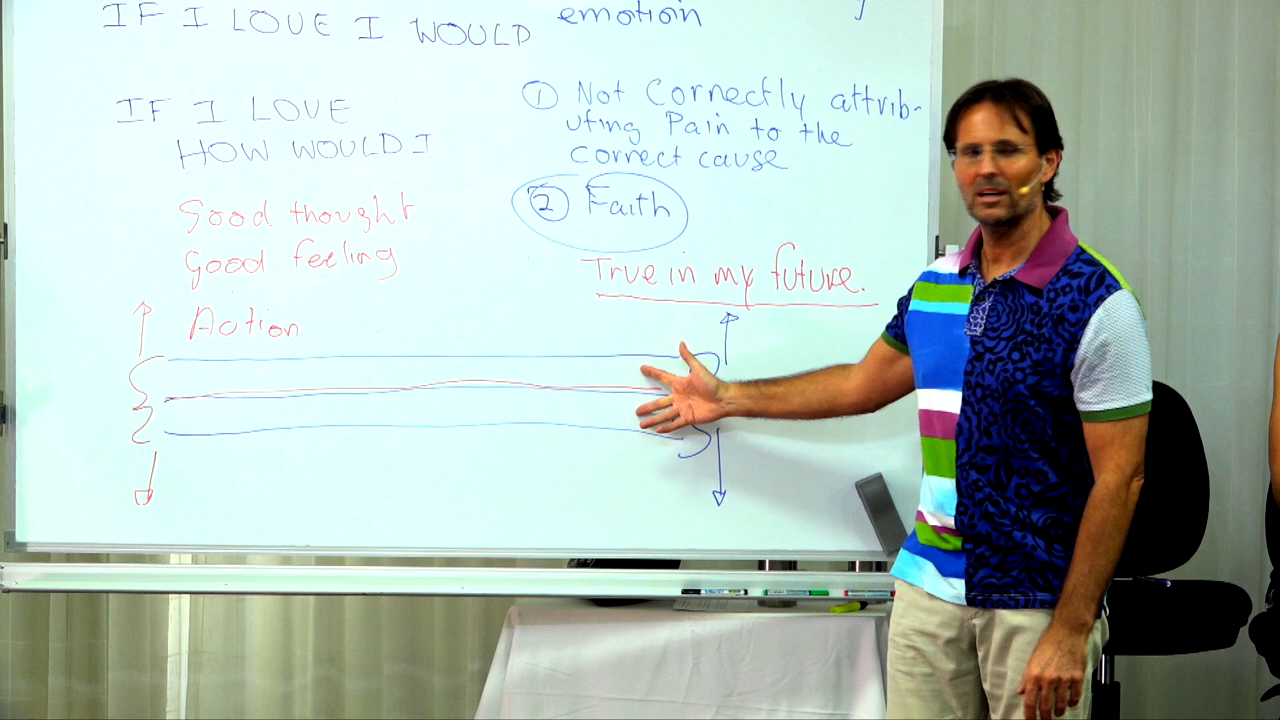 IF I LOVE I WOULD
emotion
IF I LOVE
HOW WOULD I
Good thought
Good feeling
Action
① Not Correctly attrib-
uting Pain to the
correct cause
② Faith
True in my future.